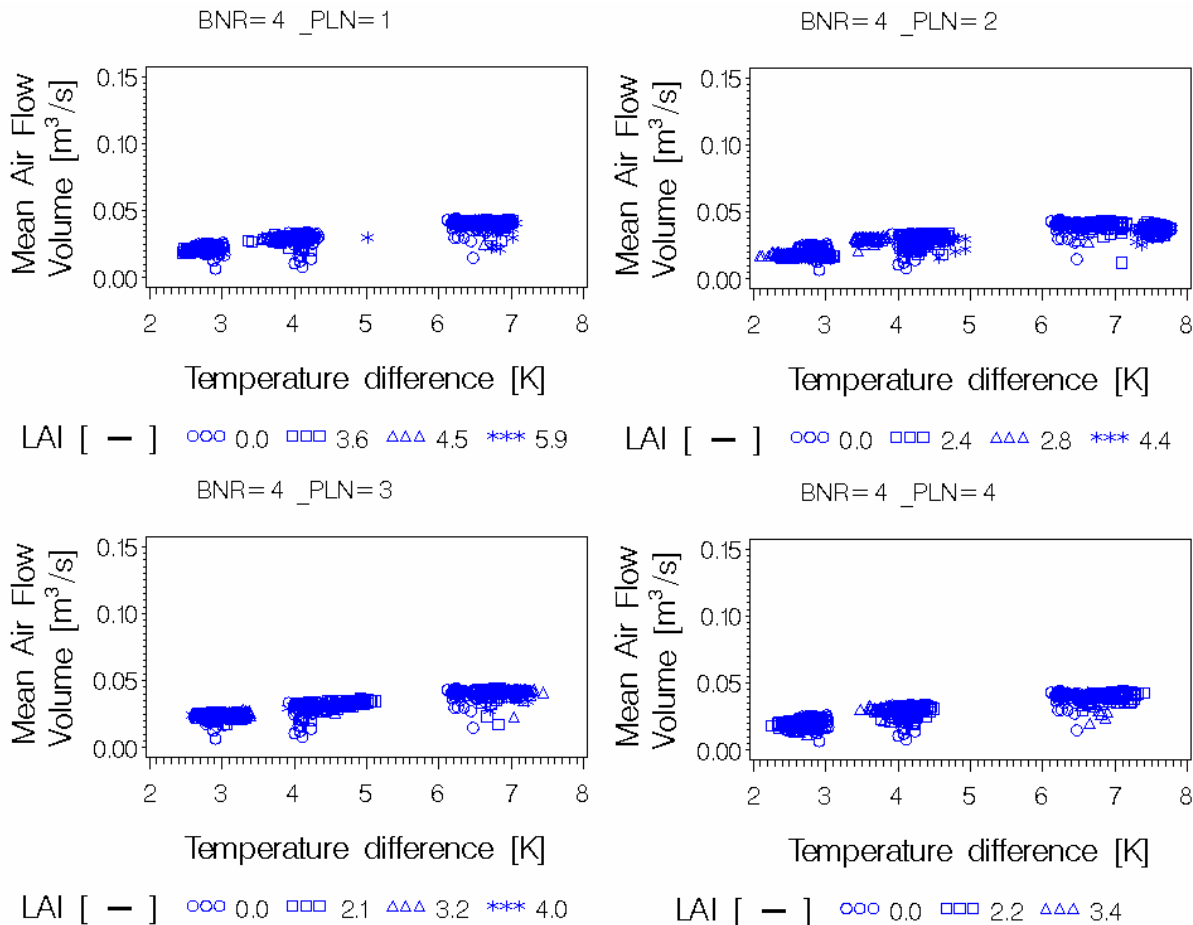 BNR=4 _PLN=1
Mean Air Flow
Volume [m³/s]
0.15
0.10
0.05
0.00
2 3 4 5 6 7 8
Temperature difference [K]
LAI [ — ] 0.0 3.6 4.5 5.9
BNR=4 _PLN=2
Mean Air Flow
Volume [m³/s]
0.15
0.10
0.05
0.00
2 3 4 5 6 7 8
Temperature difference [K]
LAI [ — ] 0.0 2.4 2.8 4.4
BNR=4 _PLN=3
Mean Air Flow
Volume [m³/s]
0.15
0.10
0.05
0.00
2 3 4 5 6 7 8
Temperature difference [K]
LAI [ — ] 0.0 2.1 3.2 4.0
BNR=4 _PLN=4
Mean Air Flow
Volume [m³/s]
0.15
0.10
0.05
0.00
2 3 4 5 6 7 8
Temperature difference [K]
LAI [ — ] 0.0 2.2 3.4